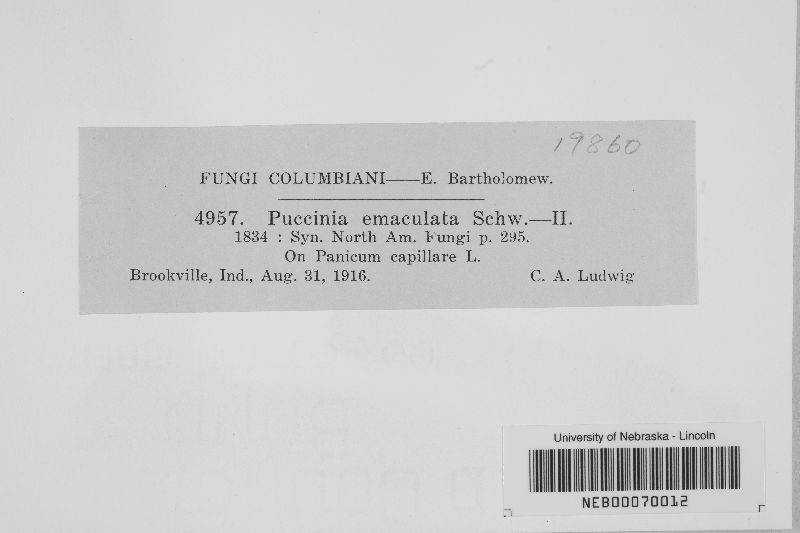 19860
FUNGI COLUMBIANI——E. Bartholomew.
4957. Puccinia emaculata Schw.—II.
1834 : Syn. North Am. Fungi p. 295.
On Panicum capillare L.
Brookville, Ind., Aug. 31, 1916. C. A. Ludwig
University of Nebraska - Lincoln
NEB00070012